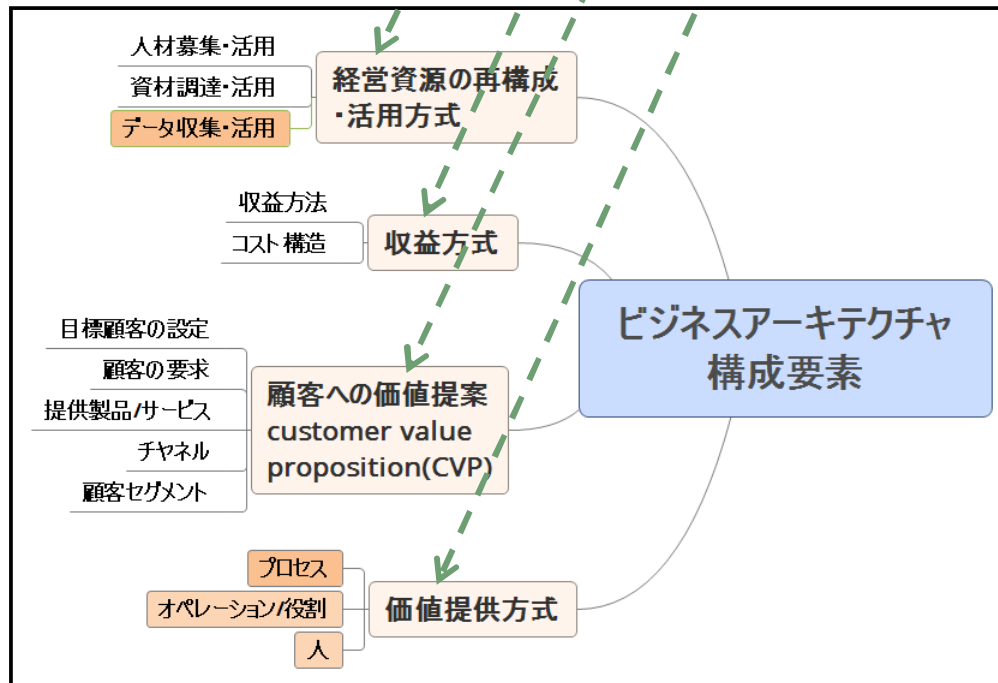 人材募集・活用
資材調達・活用
データ収集・活用
経営資源の再構成
・活用方式
収益方法
コスト構造
収益方式
ビジネスアーキテクチャ
構成要素
目標顧客の設定
顧客の要求
提供製品/サービス
チャネル
顧客セグメント
顧客への価値提案
customer value
proposition(CVP)
プロセス
オペレーション/役割
人
価値提供方式